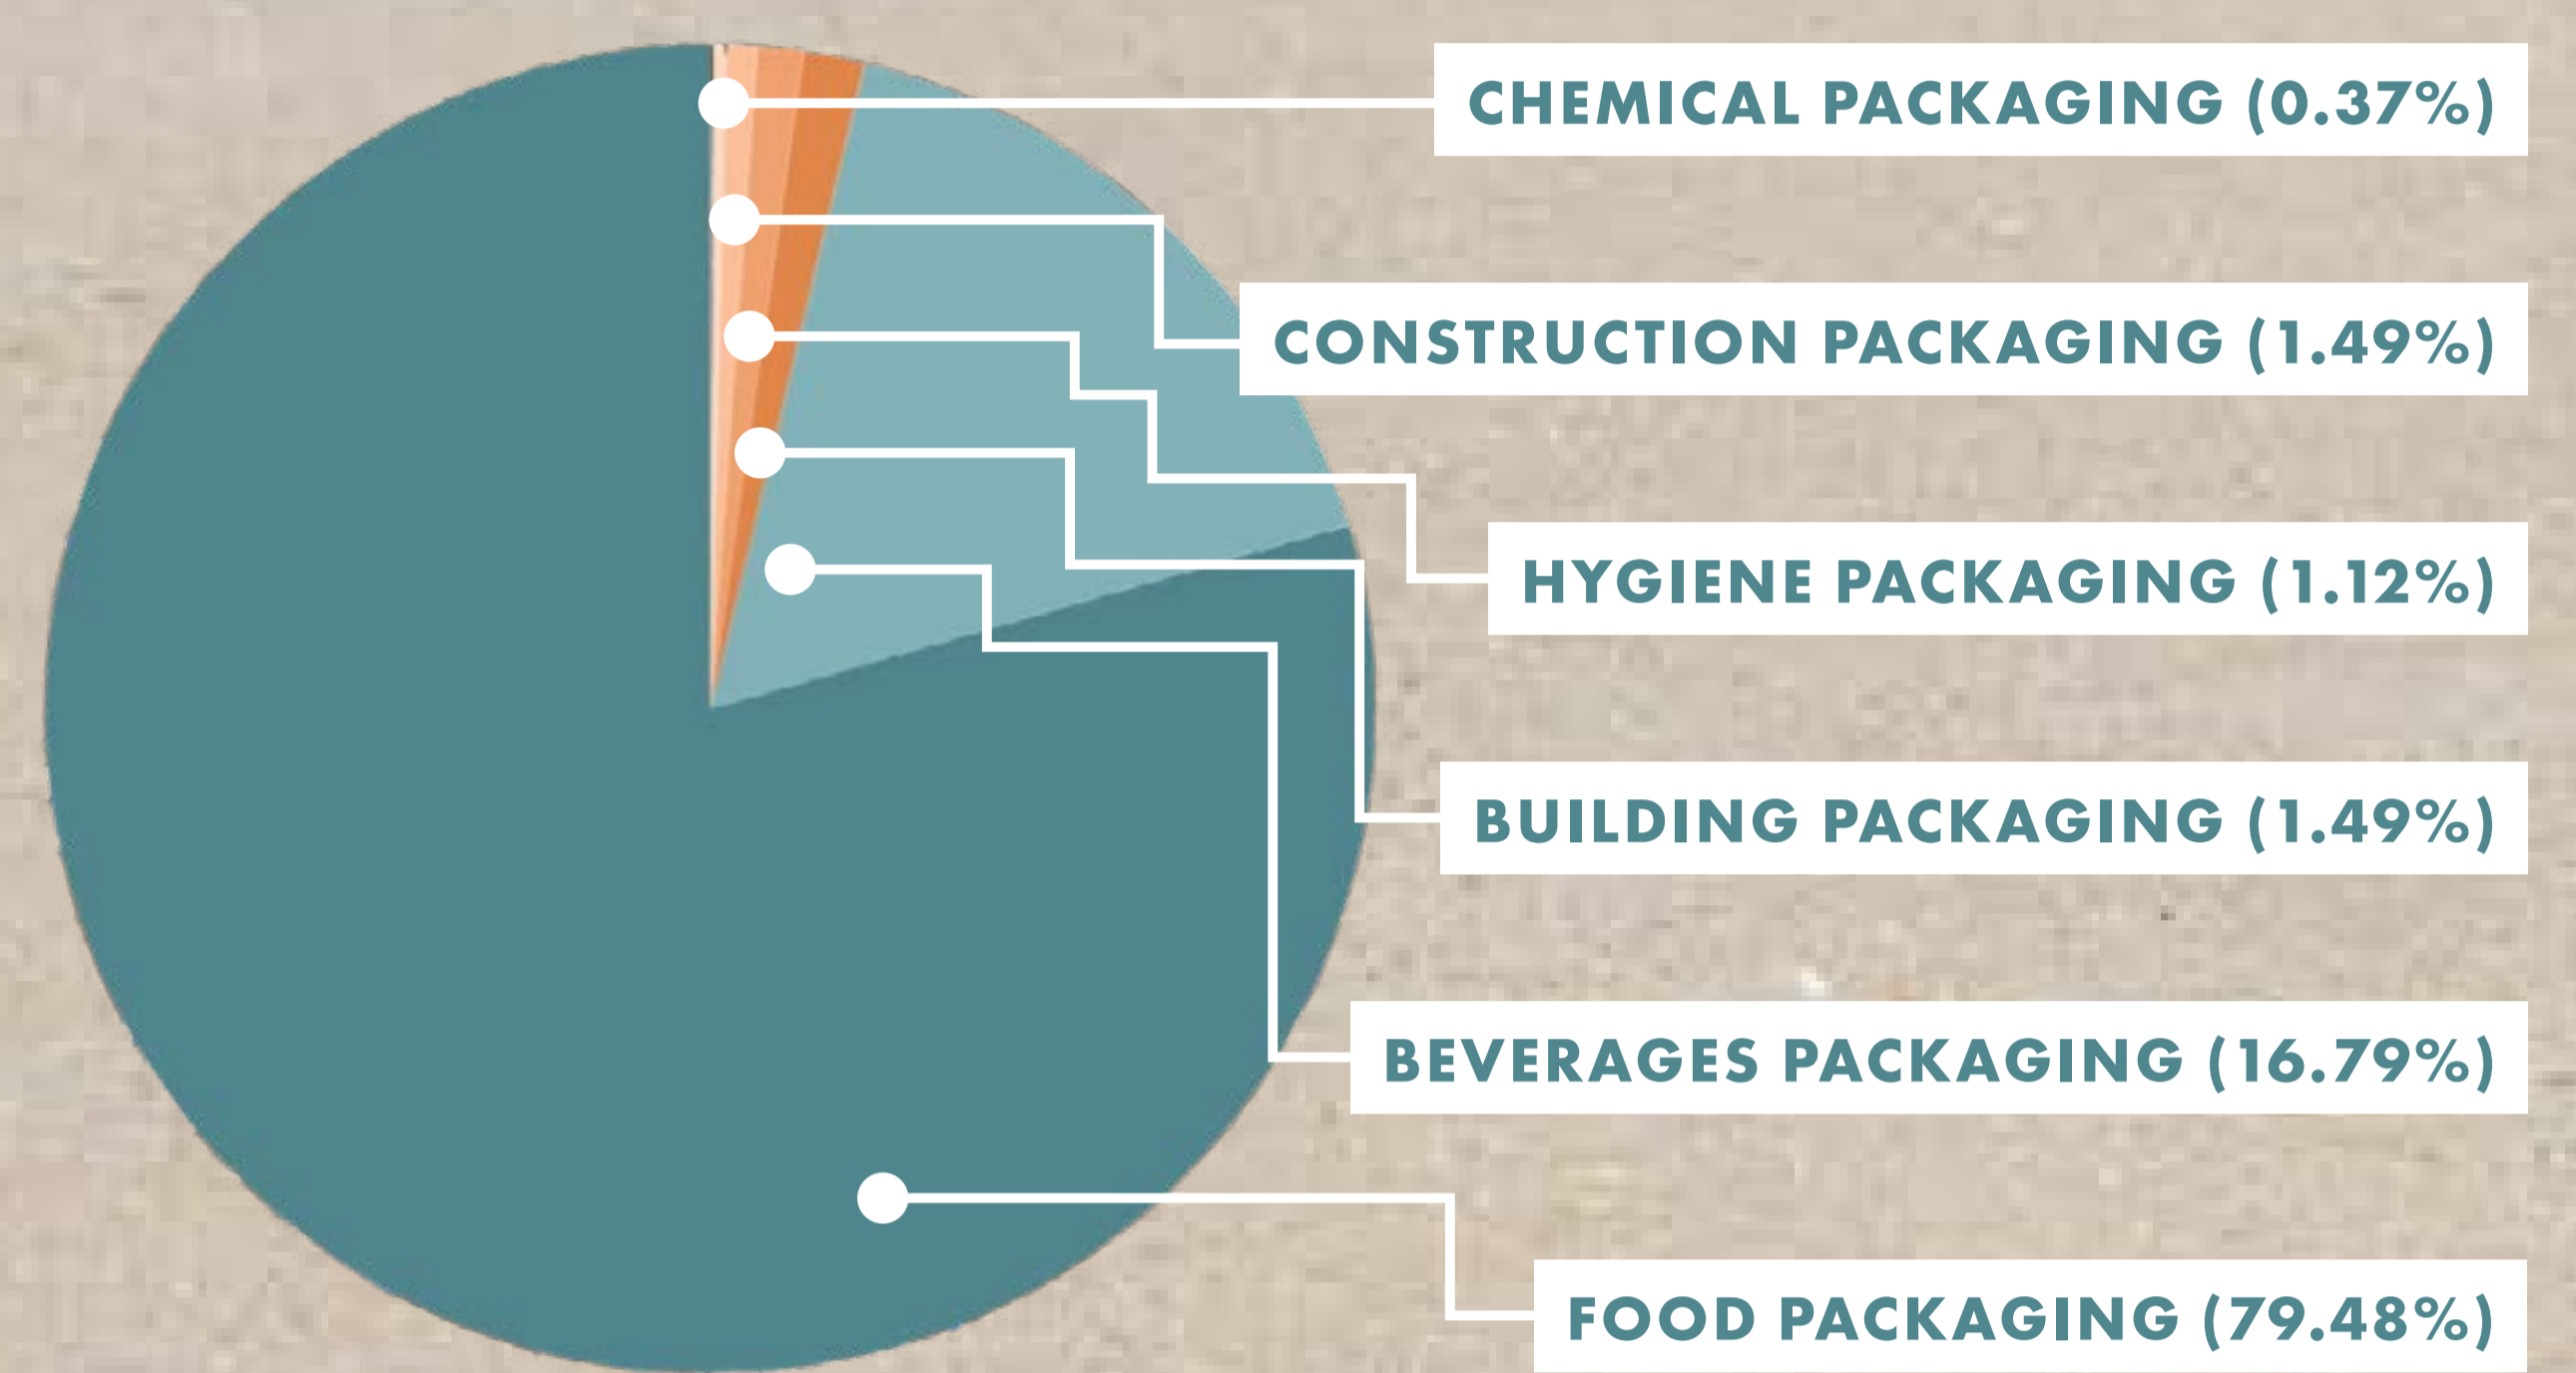 CHEMICAL PACKAGING (0.37%)
CONSTRUCTION PACKAGING (1.49%)
HYGIENE PACKAGING (1.12%)
BUILDING PACKAGING (1.49%)
BEVERAGES PACKAGING (16.79%)
FOOD PACKAGING (79.48%)